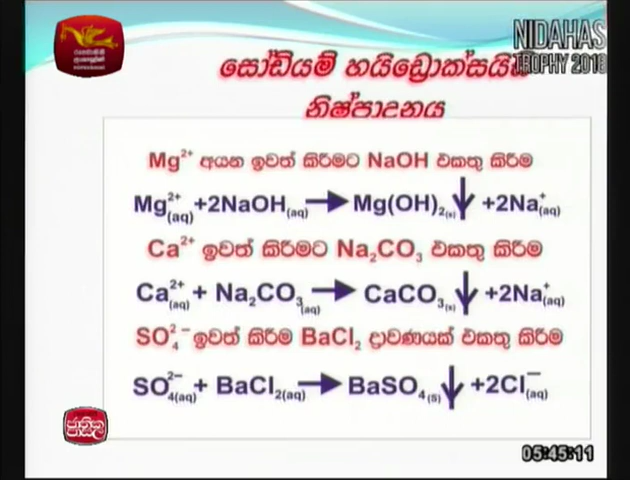 NIDAHAS
TROPHY 2018
සෝඩියම් හයිඩ්‍රොක්සයිඩ්
නිෂ්පාදනය
Mg²⁺ අයන ඉවත් කිරීමට NaOH එකතු කිරීම
Mg²⁺(aq) +2NaOH(aq) → Mg(OH)₂(s)↓ +2Na⁺(aq)
Ca²⁺ ඉවත් කිරීමට Na₂CO₃ එකතු කිරීම
Ca²⁺(aq) + Na₂CO₃(aq) → CaCO₃(s)↓ +2Na⁺(aq)
SO₄²⁻ ඉවත් කිරීම BaCl₂ ද්‍රාවණයක් එකතු කිරීම
SO₄²⁻(aq) + BaCl₂(aq) → BaSO₄(S)↓ +2Cl⁻(aq)
05:45:11